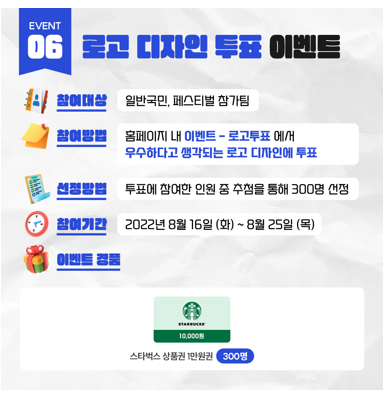 EVENT
06
로고 디자인 투표 이벤트
참여대상
일반국민, 페스티벌 참가팀
참여방법
홈페이지 내 이벤트 - 로고투표 에서
우수하다고 생각되는 로고 디자인에 투표
선정방법
투표에 참여한 인원 중 추첨을 통해 300명 선정
참여기간
2022년 8월 16일 (화) ~ 8월 25일 (목)
이벤트 경품
STARBUCKS
10,000원
스타벅스 상품권 1만원권 300명